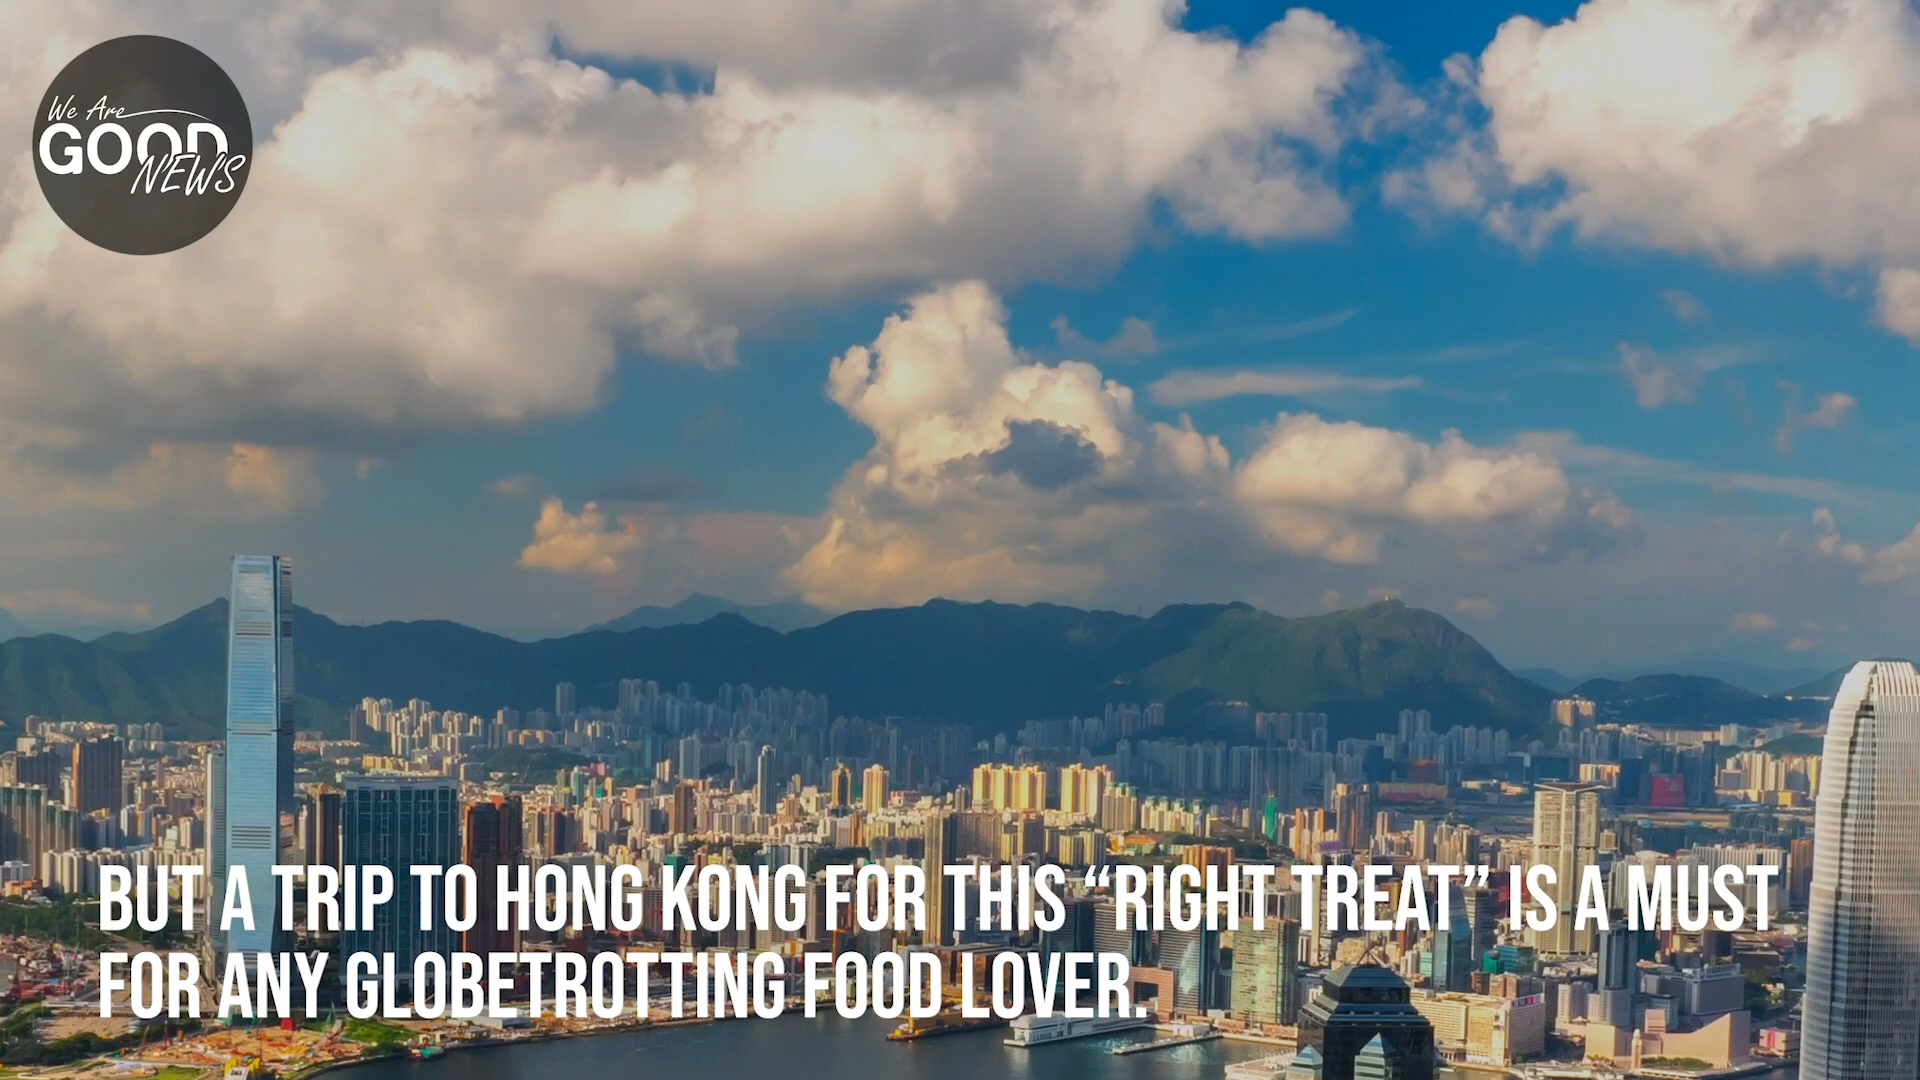 We Are
GOOD
NEWS
BUT A TRIP TO HONG KONG FOR THIS “RIGHT TREAT” IS A MUST
FOR ANY GLOBETROTTING FOOD LOVER.